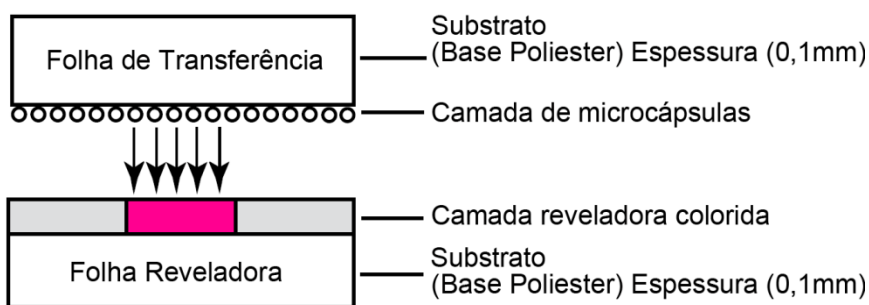 Folha de Transferência
Substrato
(Base Poliester) Espessura (0,1mm)
Camada de microcápsulas
Camada reveladora colorida
Folha Reveladora
Substrato
(Base Poliester) Espessura (0,1mm)